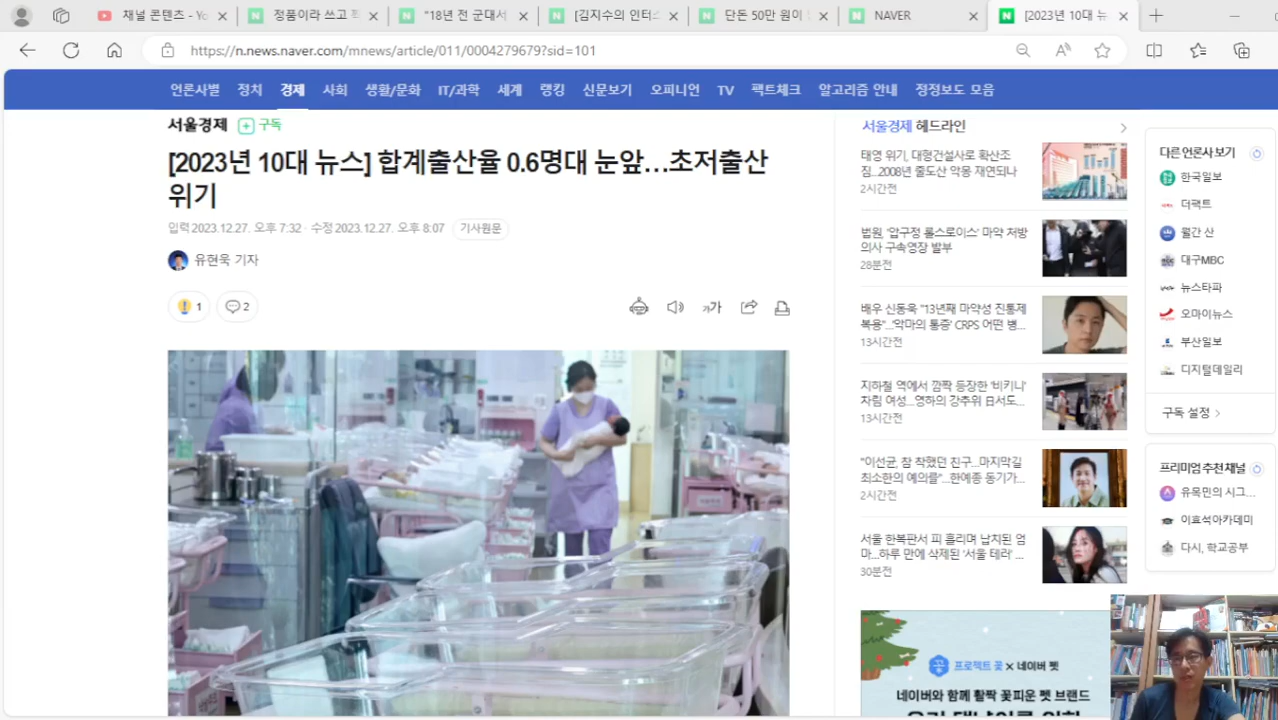 채널 콘텐츠 - Yo
정품이라 쓰고 짝
"18년 전 군대서
[김지수의 인터스
단돈 50만 원이
NAVER
[2023년 10대 뉴스
https://n.news.naver.com/mnews/article/011/0004279679?sid=101
언론사별 정치 경제 사회 생활/문화 IT/과학 세계 랭킹 신문보기 오피니언 TV 팩트체크 알고리즘 안내 정정보도 모음
서울경제 구독
[2023년 10대 뉴스] 합계출산율 0.6명대 눈앞…초저출산
위기
입력 2023.12.27. 오후 7:32 · 수정 2023.12.27. 오후 8:07 기사원문
유현욱 기자
1 2
가가
서울경제 헤드라인
태영 위기, 대형건설사로 확산조
짐...2008년 줄도산 악몽 재연되나
2시간전
법원, '압구정 롤스로이스' 마약 처방
의사 구속영장 발부
28분전
배우 신동욱 "13년째 마약성 진통제
복용"...'악마의 통증' CRPS 어떤 병...
13시간전
지하철 역에서 깜짝 등장한 '비키니'
차림 여성...영하의 강추위 日서도...
13시간전
"이선균, 참 착했던 친구...마지막길
최소한의 예의를"...한예종 동기가...
2시간전
서울 한복판서 피 흘리며 납치된 엄
마...하루 만에 삭제된 '서울 테러' ...
30분전
프로젝트 꽃 x 네이버 펫
네이버와 함께 활짝 꽃피운 펫 브랜드
다른 언론사 보기
한국일보
더팩트
월간 산
대구MBC
뉴스타파
오마이뉴스
부산일보
디지털데일리
구독 설정
프리미엄 추천 채널
유목민의 시그...
이효석아카데미
다시, 학교공부